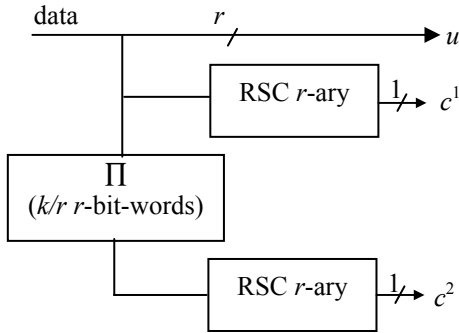 data r
u
RSC r-ary 1 c¹
Π
(k/r r-bit-words)
RSC r-ary 1 c²